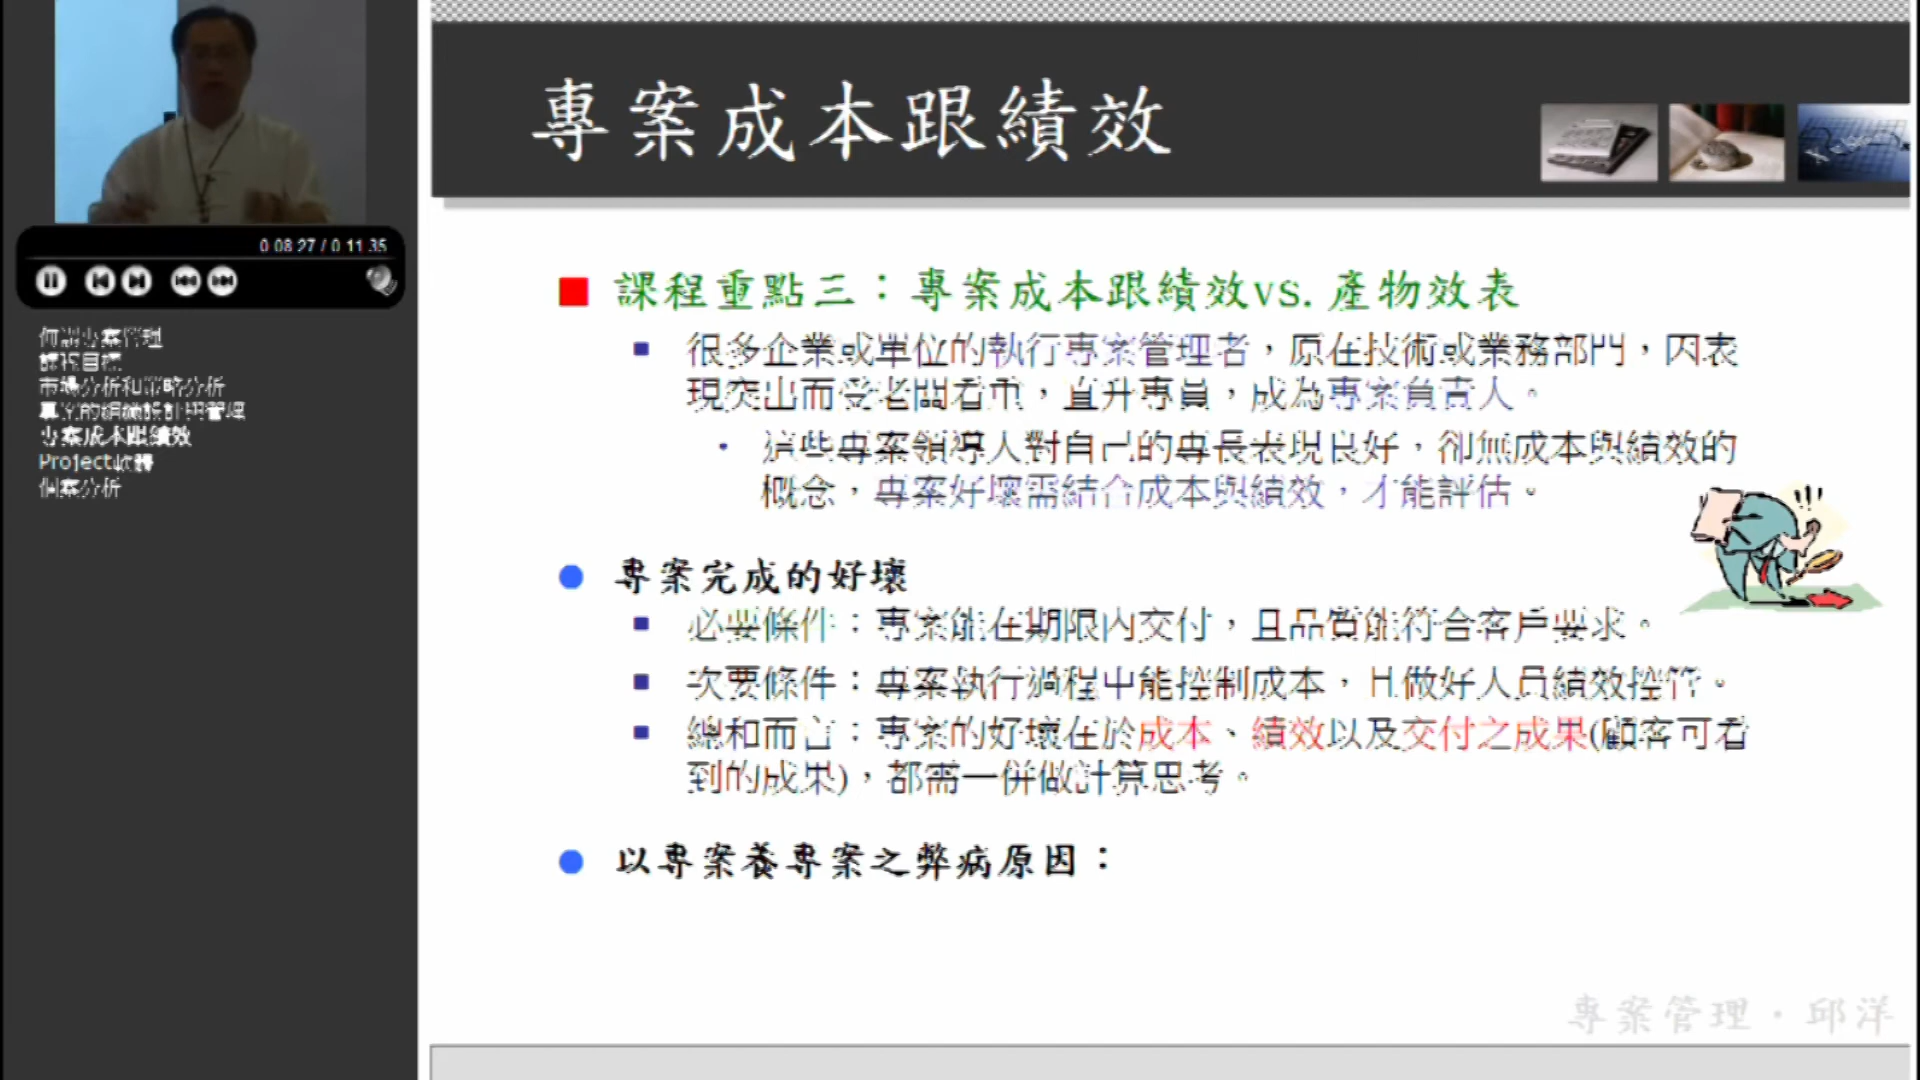 0:08:27 / 0:11:35
何謂專案管理
課程目標
市場分析和策略分析
專案的組織設計與管理
專案成本跟績效
Project收尾
個案分析
專案成本跟績效
課程重點三：專案成本跟績效vs. 產物效表
很多企業或單位的執行專案管理者，原在技術或業務部門，因表
現突出而受老闆看重，直升專員，成為專案負責人。
這些專案領導人對自己的專長表現良好，卻無成本與績效的
概念，專案好壞需結合成本與績效，才能評估。
專案完成的好壞
必要條件：專案能在期限內交付，且品質能符合客戶要求。
次要條件：專案執行過程中能控制成本，且做好人員績效控管。
總和而言：專案的好壞在於成本、績效以及交付之成果(顧客可看
到的成果)，都需一併做計算思考。
以專案養專案之弊病原因：
專案管理・邱洋